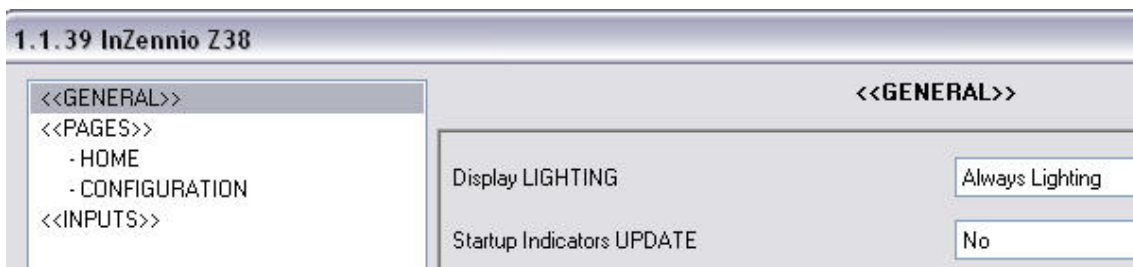 1.1.39 InZennio Z38
<<GENERAL>>
<<PAGES>>
- HOME
- CONFIGURATION
<<INPUTS>>
<<GENERAL>>
Display LIGHTING Always Lighting
Startup Indicators UPDATE No